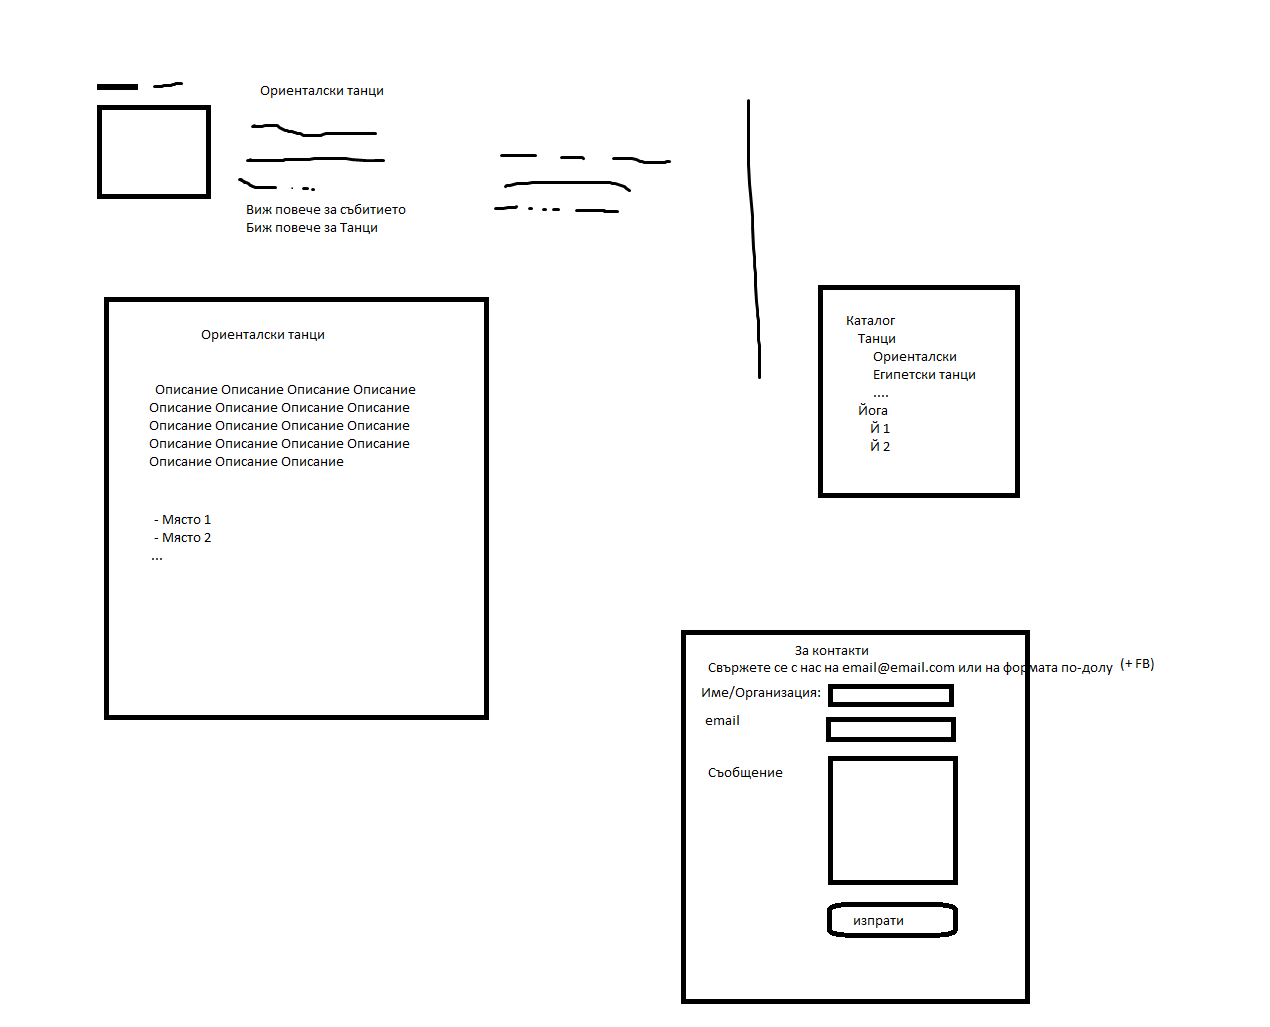 Ориенталски танци
Виж повече за събитието
Биж повече за Танци
Ориенталски танци
Описание Описание Описание Описание
Описание Описание Описание Описание
Описание Описание Описание Описание
Описание Описание Описание Описание
Описание Описание Описание
- Място 1
- Място 2
...
Каталог
Танци
Ориенталски
Египетски танци
....
Йога
Й 1
Й 2
За контакти
Свържете се с нас на email@email.com или на формата по-долу (+ FB)
Име/Организация:
email
Съобщение
изпрати